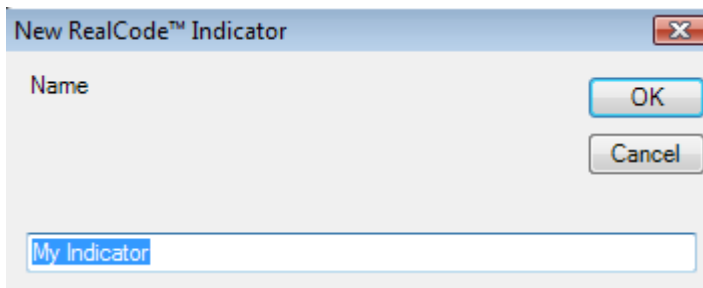 New RealCode™ Indicator
Name
OK
Cancel
My Indicator